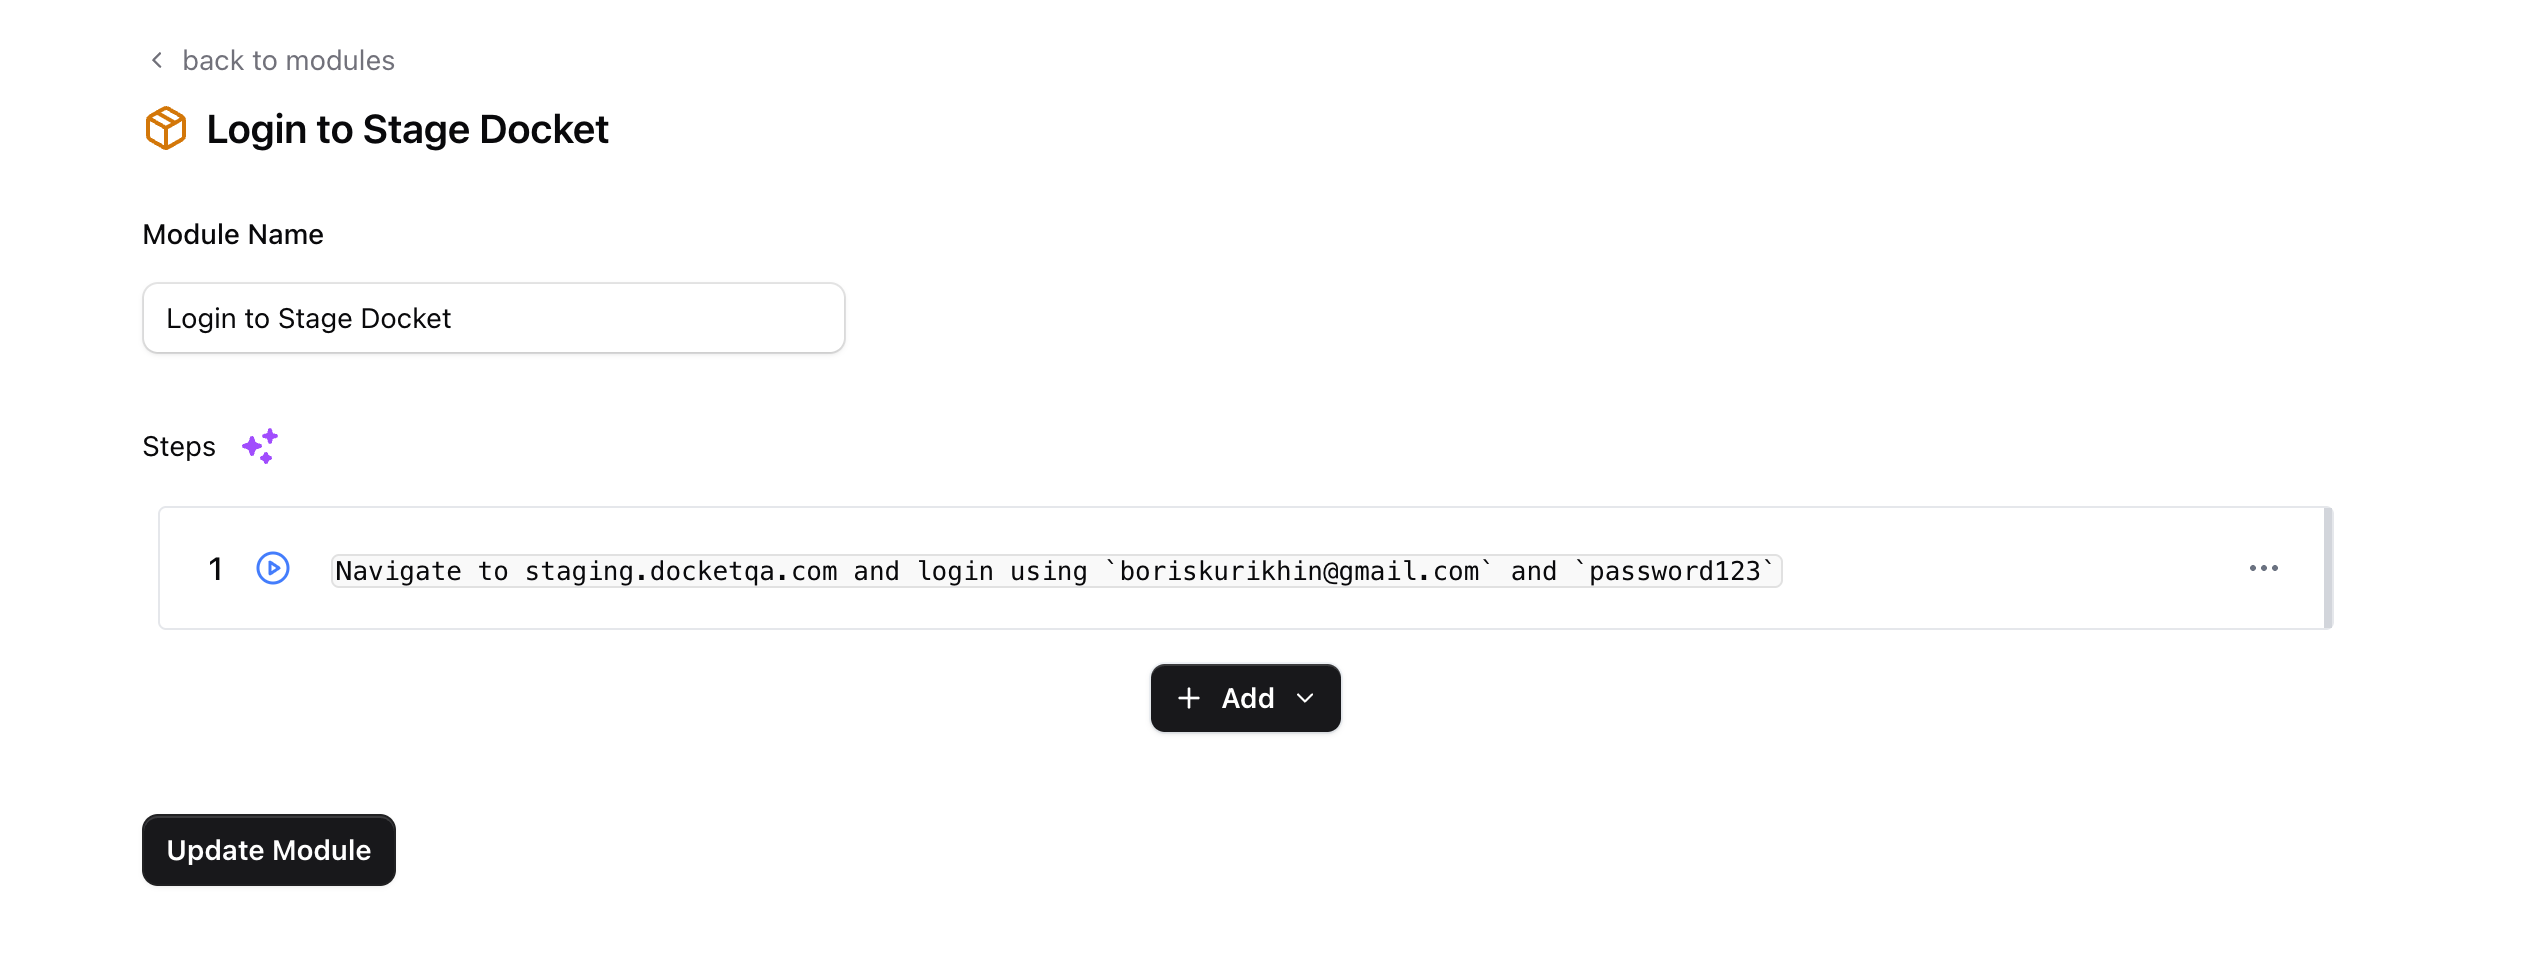 back to modules
Login to Stage Docket
Module Name
Login to Stage Docket
Steps
1 Navigate to staging.docketqa.com and login using `boriskurikhin@gmail.com` and `password123`
Add
Update Module